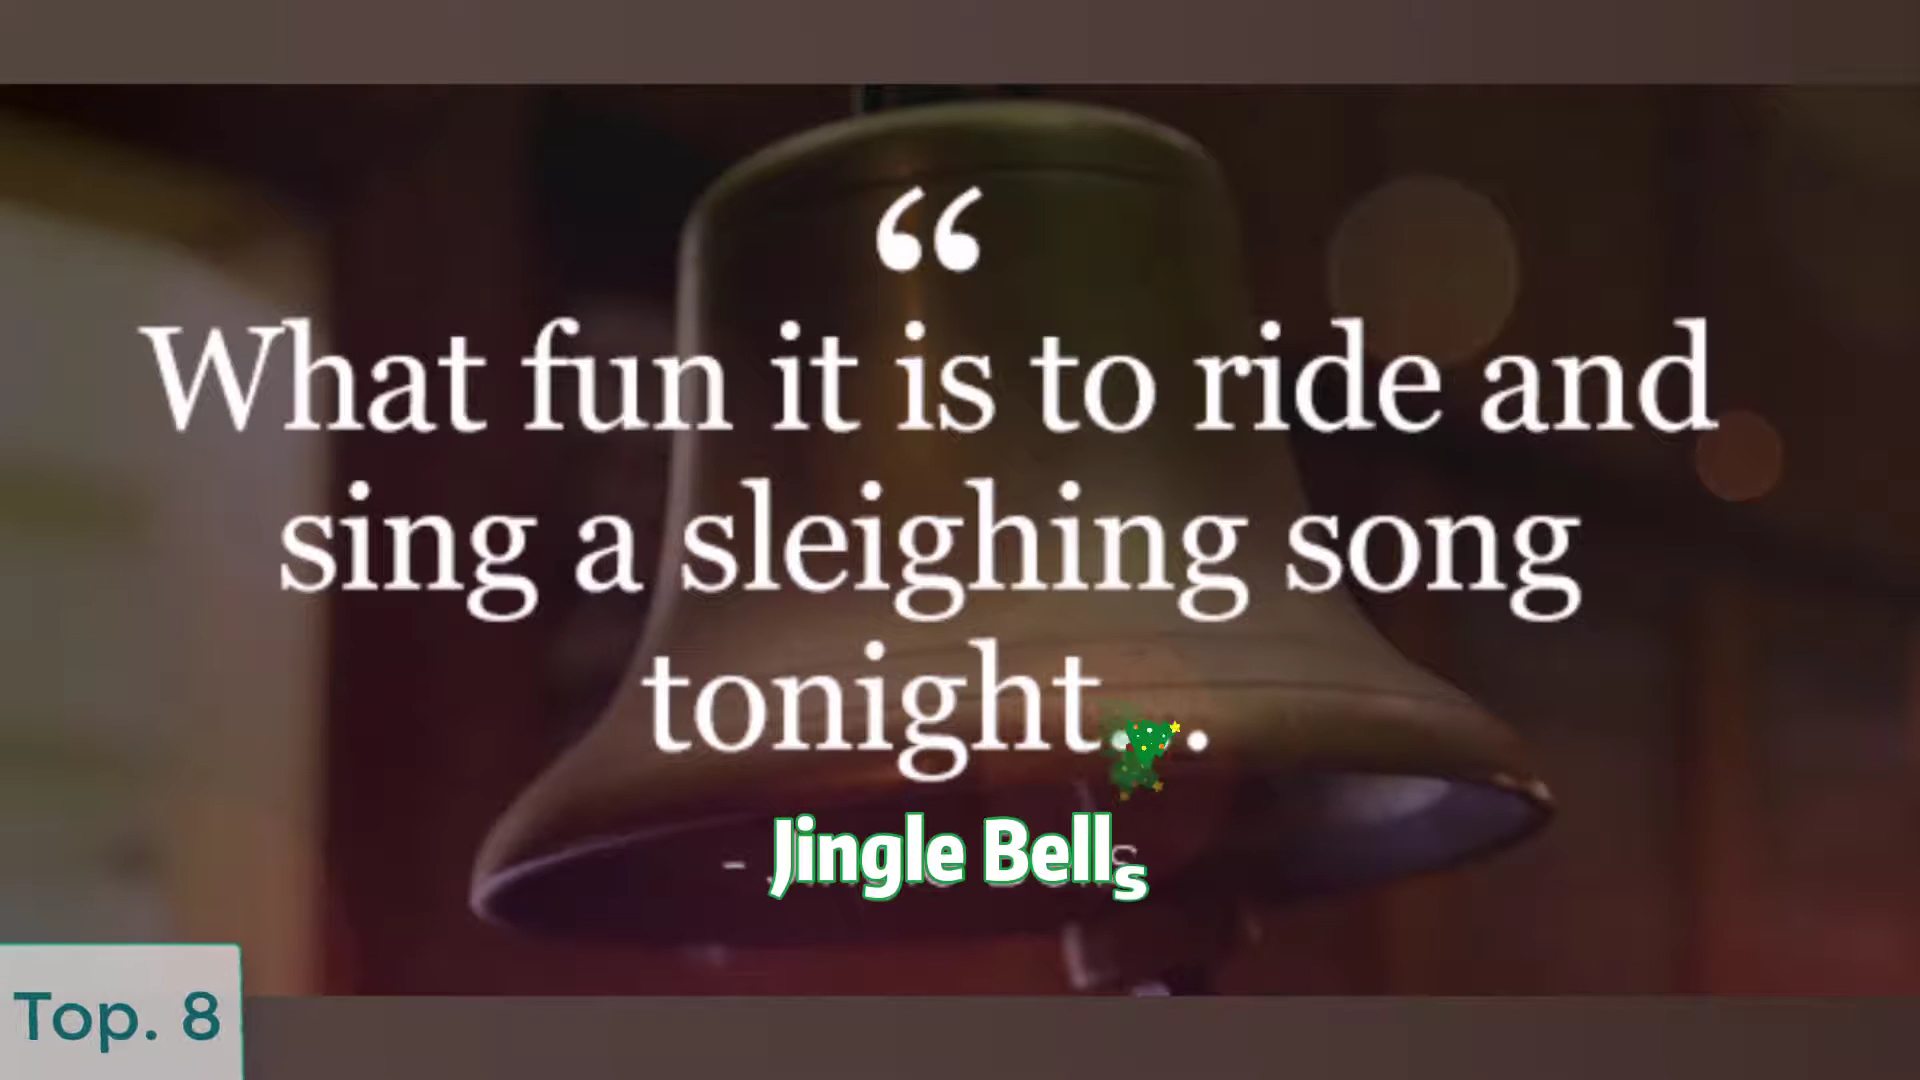 “
What fun it is to ride and
sing a sleighing song
tonight...
Jingle Bells
Top. 8